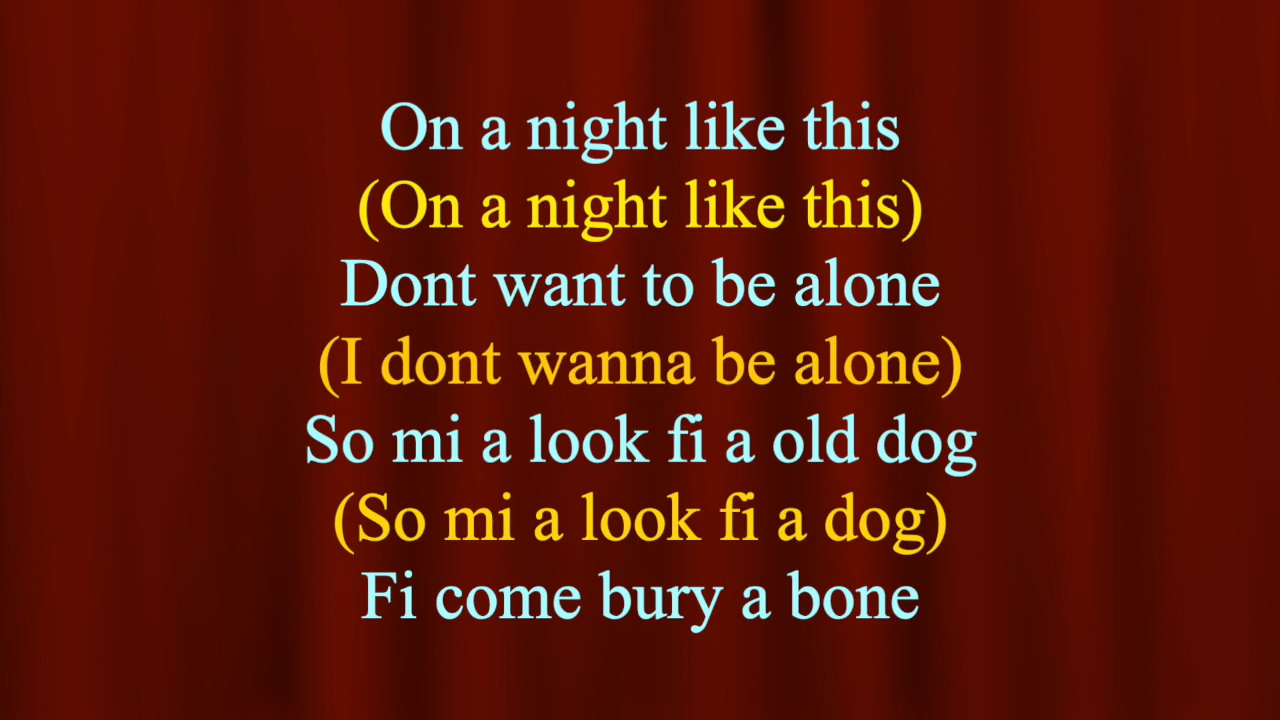 On a night like this
(On a night like this)
Dont want to be alone
(I dont wanna be alone)
So mi a look fi a old dog
(So mi a look fi a dog)
Fi come bury a bone